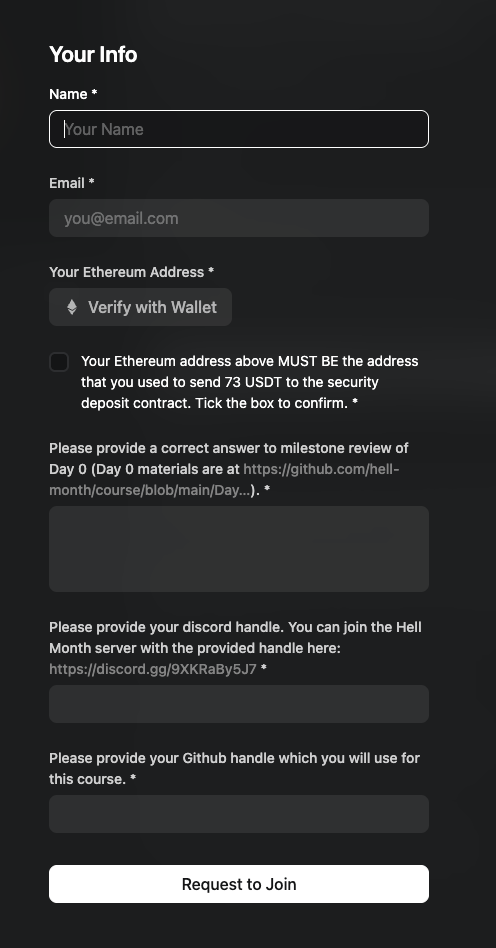 Your Info
Name *
Your Name
Email *
you@email.com
Your Ethereum Address *
Verify with Wallet
Your Ethereum address above MUST BE the address
that you used to send 73 USDT to the security
deposit contract. Tick the box to confirm. *
Please provide a correct answer to milestone review of
Day 0 (Day 0 materials are at https://github.com/hell-
month/course/blob/main/Day...). *
Please provide your discord handle. You can join the Hell
Month server with the provided handle here:
https://discord.gg/9XKRaBy5J7 *
Please provide your Github handle which you will use for
this course. *
Request to Join